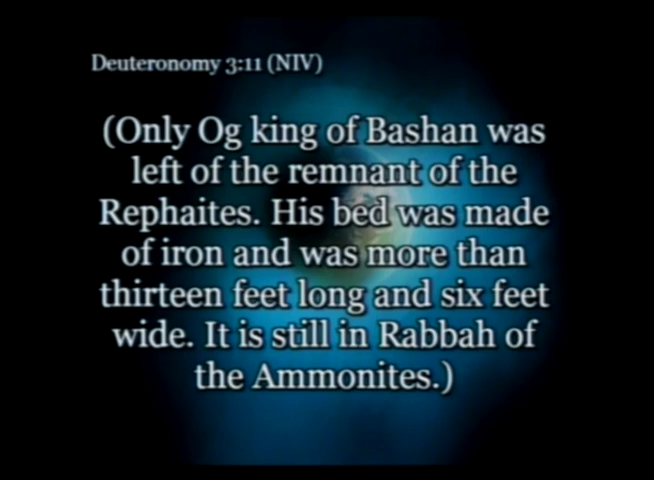 Deuteronomy 3:11 (NIV)
(Only Og king of Bashan was
left of the remnant of the
Rephaites. His bed was made
of iron and was more than
thirteen feet long and six feet
wide. It is still in Rabbah of
the Ammonites.)